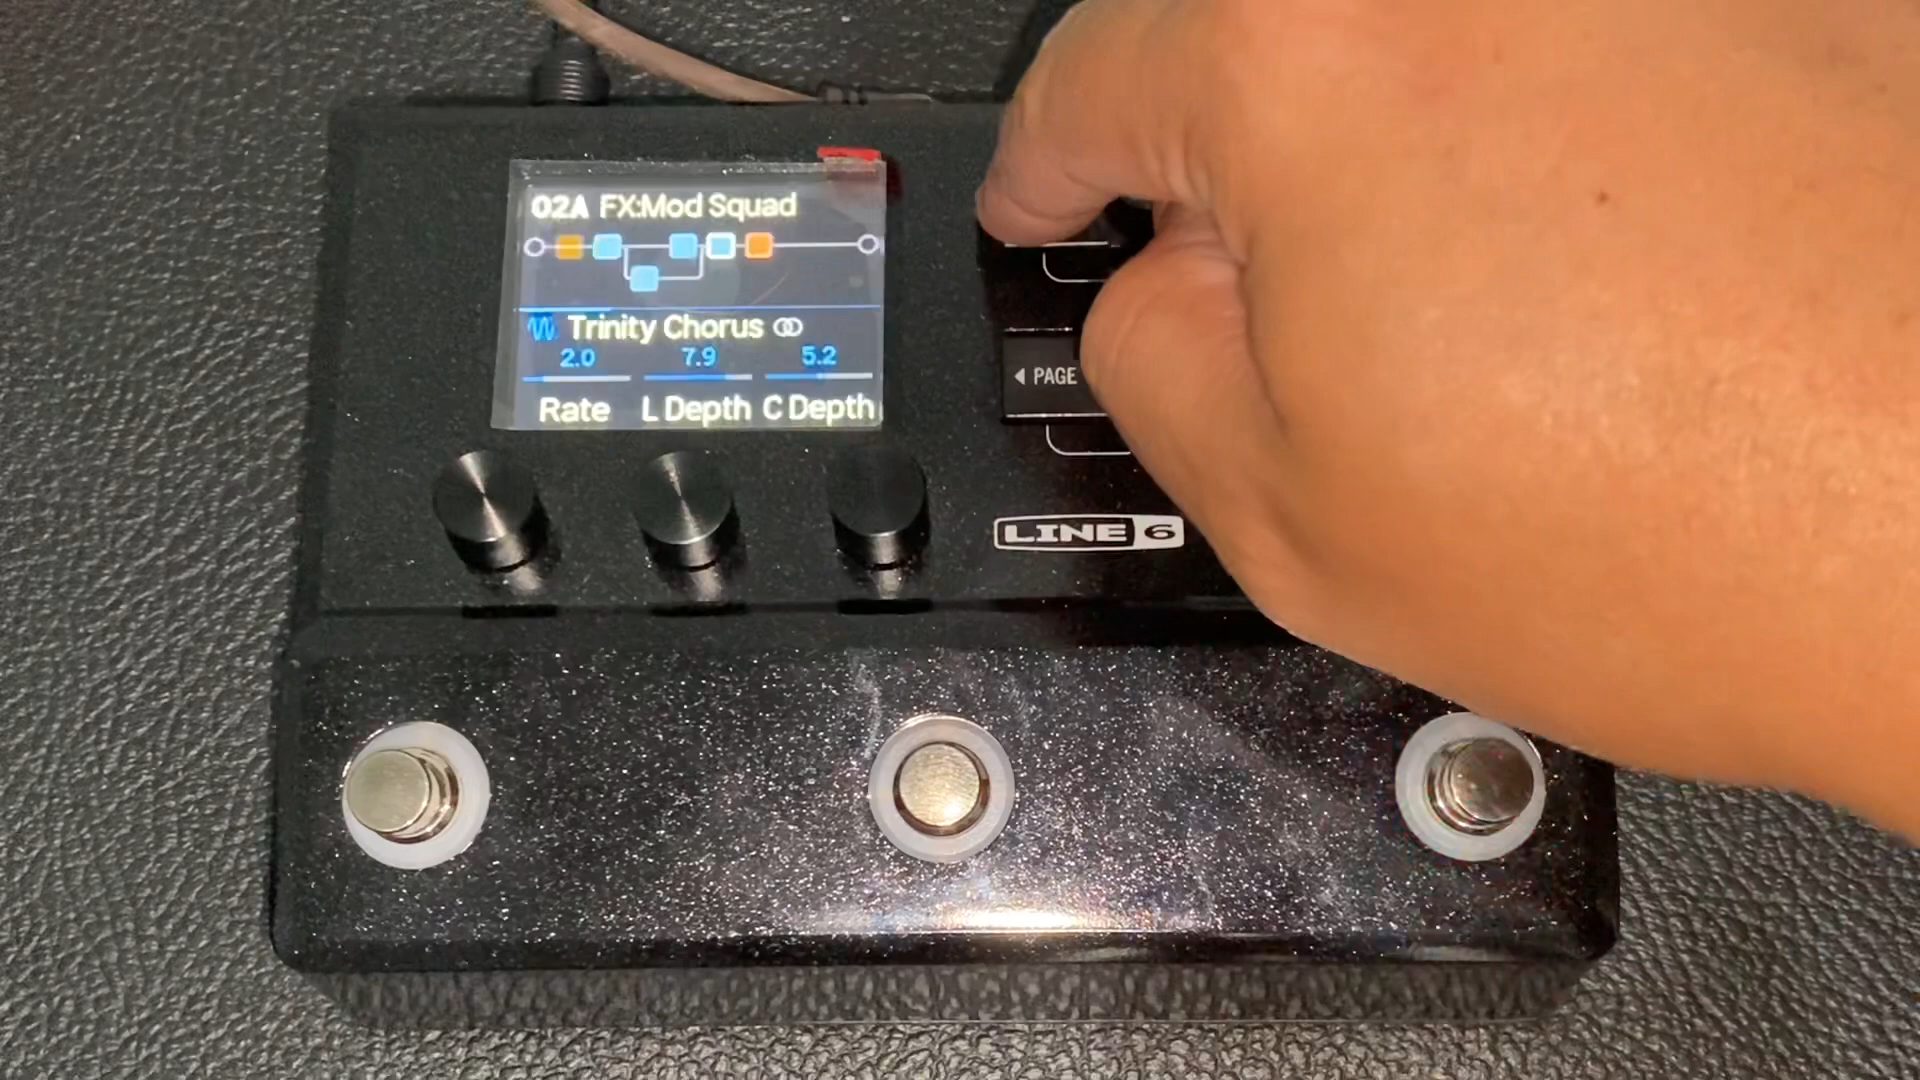 02A FX:Mod Squad
Trinity Chorus
2.0 7.9 5.2
Rate L Depth C Depth
◀ PAGE
LINE 6